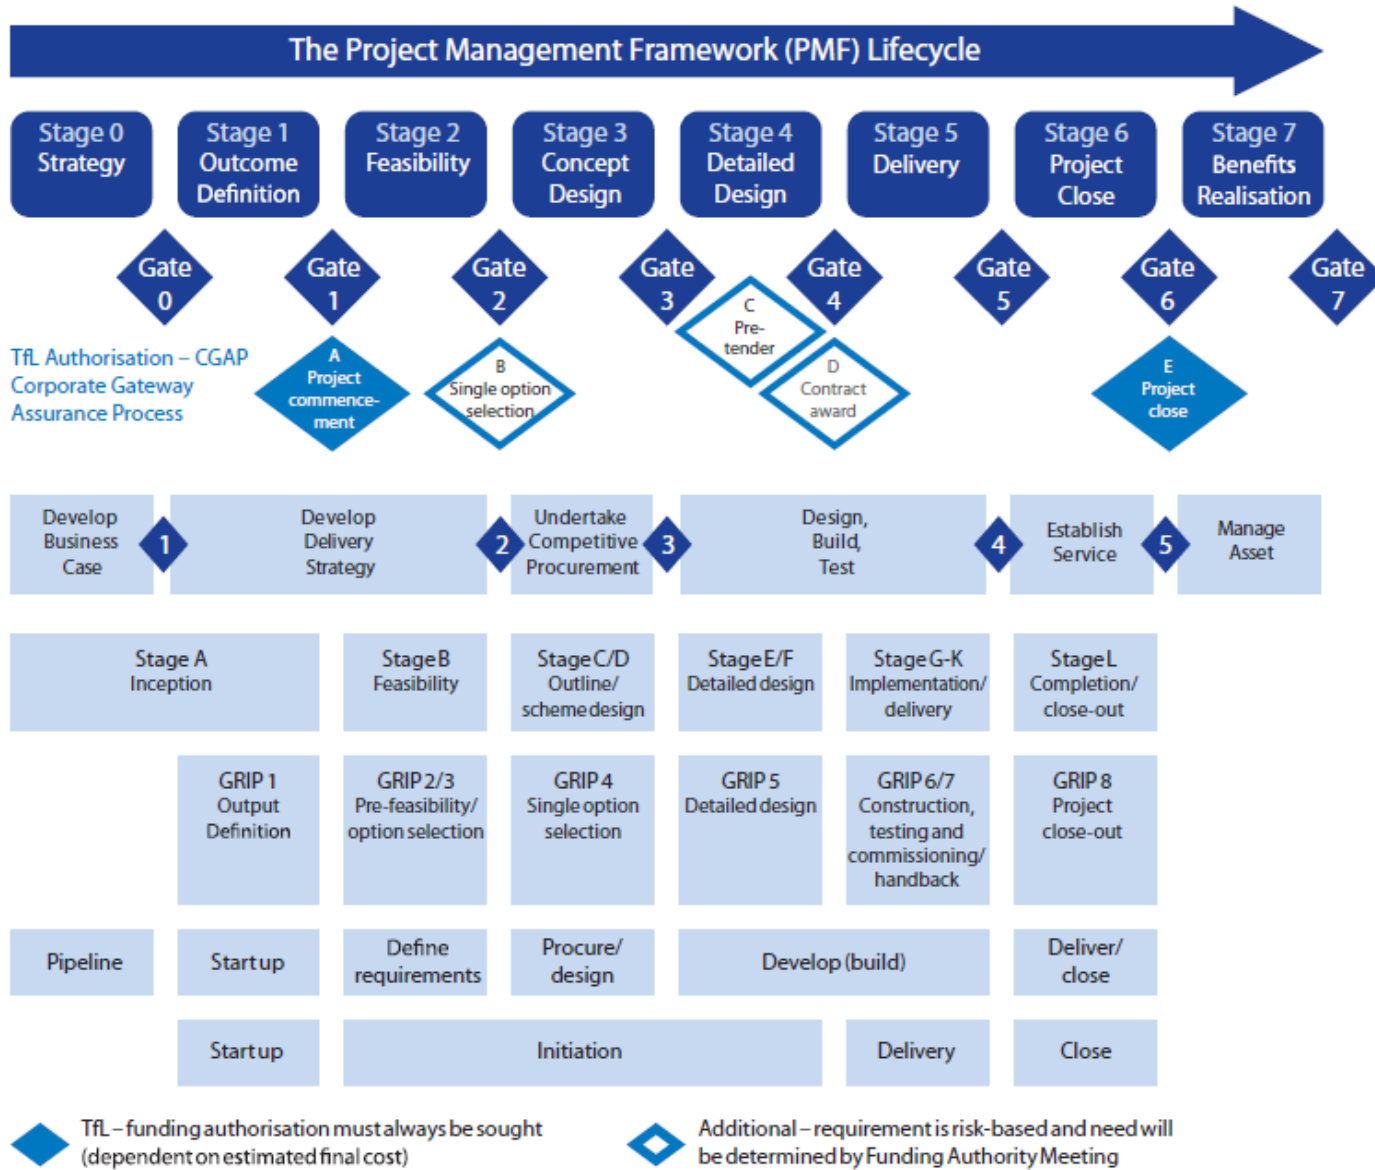 The Project Management Framework (PMF) Lifecycle
Stage 0
Strategy
Stage 1
Outcome
Definition
Stage 2
Feasibility
Stage 3
Concept
Design
Stage 4
Detailed
Design
Stage 5
Delivery
Stage 6
Project
Close
Stage 7
Benefits
Realisation
Gate
0
Gate
1
Gate
2
Gate
3
Gate
4
Gate
5
Gate
6
Gate
7
TfL Authorisation – CGAP
Corporate Gateway
Assurance Process
A
Project
commence-
ment
B
Single option
selection
C
Pre-
tender
D
Contract
award
E
Project
close
Develop
Business
Case
1
Develop
Delivery
Strategy
2
Undertake
Competitive
Procurement
3
Design,
Build,
Test
4
Establish
Service
5
Manage
Asset
Stage A
Inception
Stage B
Feasibility
Stage C/D
Outline/
scheme design
Stage E/F
Detailed design
Stage G-K
Implementation/
delivery
Stage L
Completion/
close-out
GRIP 1
Output
Definition
GRIP 2/3
Pre-feasibility/
option selection
GRIP 4
Single option
selection
GRIP 5
Detailed design
GRIP 6/7
Construction,
testing and
commissioning/
handback
GRIP 8
Project
close-out
Pipeline
Start up
Define
requirements
Procure/
design
Develop (build)
Deliver/
close
Start up
Initiation
Delivery
Close
TfL – funding authorisation must always be sought
(dependent on estimated final cost)
Additional – requirement is risk-based and need will
be determined by Funding Authority Meeting